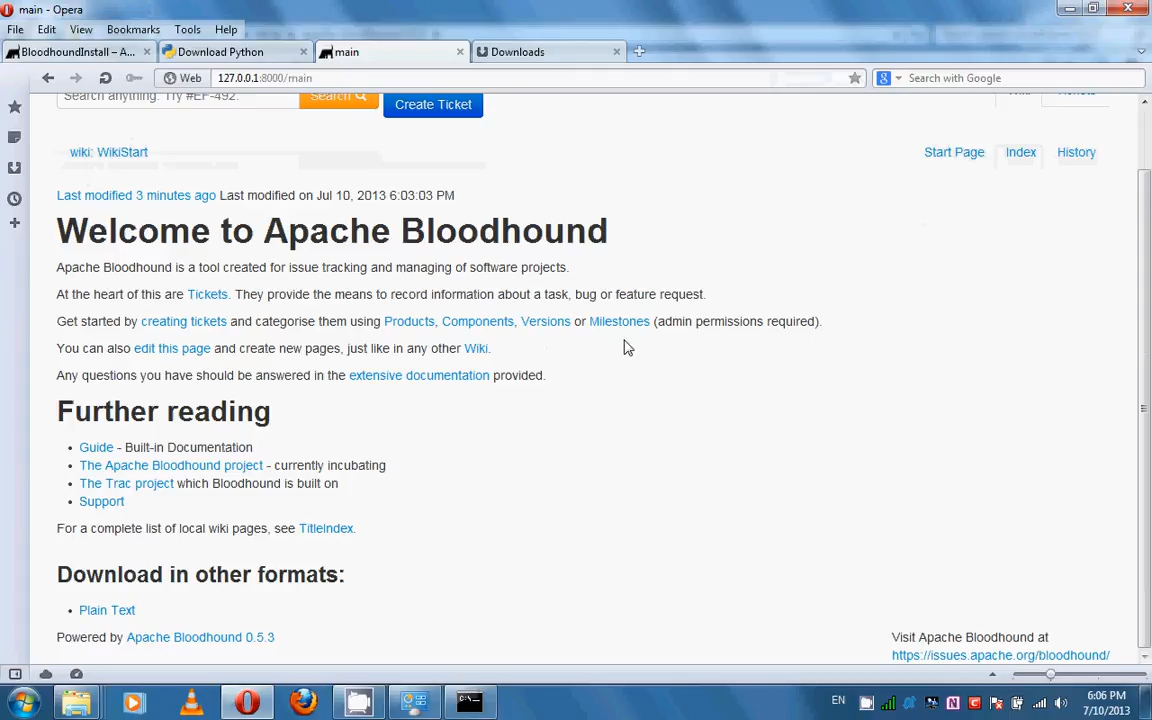 main - Opera
File Edit View Bookmarks Tools Help
BloodhoundInstall – A... Download Python main Downloads
Web 127.0.0.1:8000/main Search with Google
Search anything. Try #EF-492. Search Create Ticket Wiki Tickets
wiki: WikiStart Start Page Index History
Last modified 3 minutes ago Last modified on Jul 10, 2013 6:03:03 PM
Welcome to Apache Bloodhound
Apache Bloodhound is a tool created for issue tracking and managing of software projects.
At the heart of this are Tickets. They provide the means to record information about a task, bug or feature request.
Get started by creating tickets and categorise them using Products, Components, Versions or Milestones (admin permissions required).
You can also edit this page and create new pages, just like in any other Wiki.
Any questions you have should be answered in the extensive documentation provided.
Further reading
• Guide - Built-in Documentation
• The Apache Bloodhound project - currently incubating
• The Trac project which Bloodhound is built on
• Support
For a complete list of local wiki pages, see TitleIndex.
Download in other formats:
• Plain Text
Powered by Apache Bloodhound 0.5.3
Visit Apache Bloodhound at
https://issues.apache.org/bloodhound/
EN
6:06 PM
7/10/2013